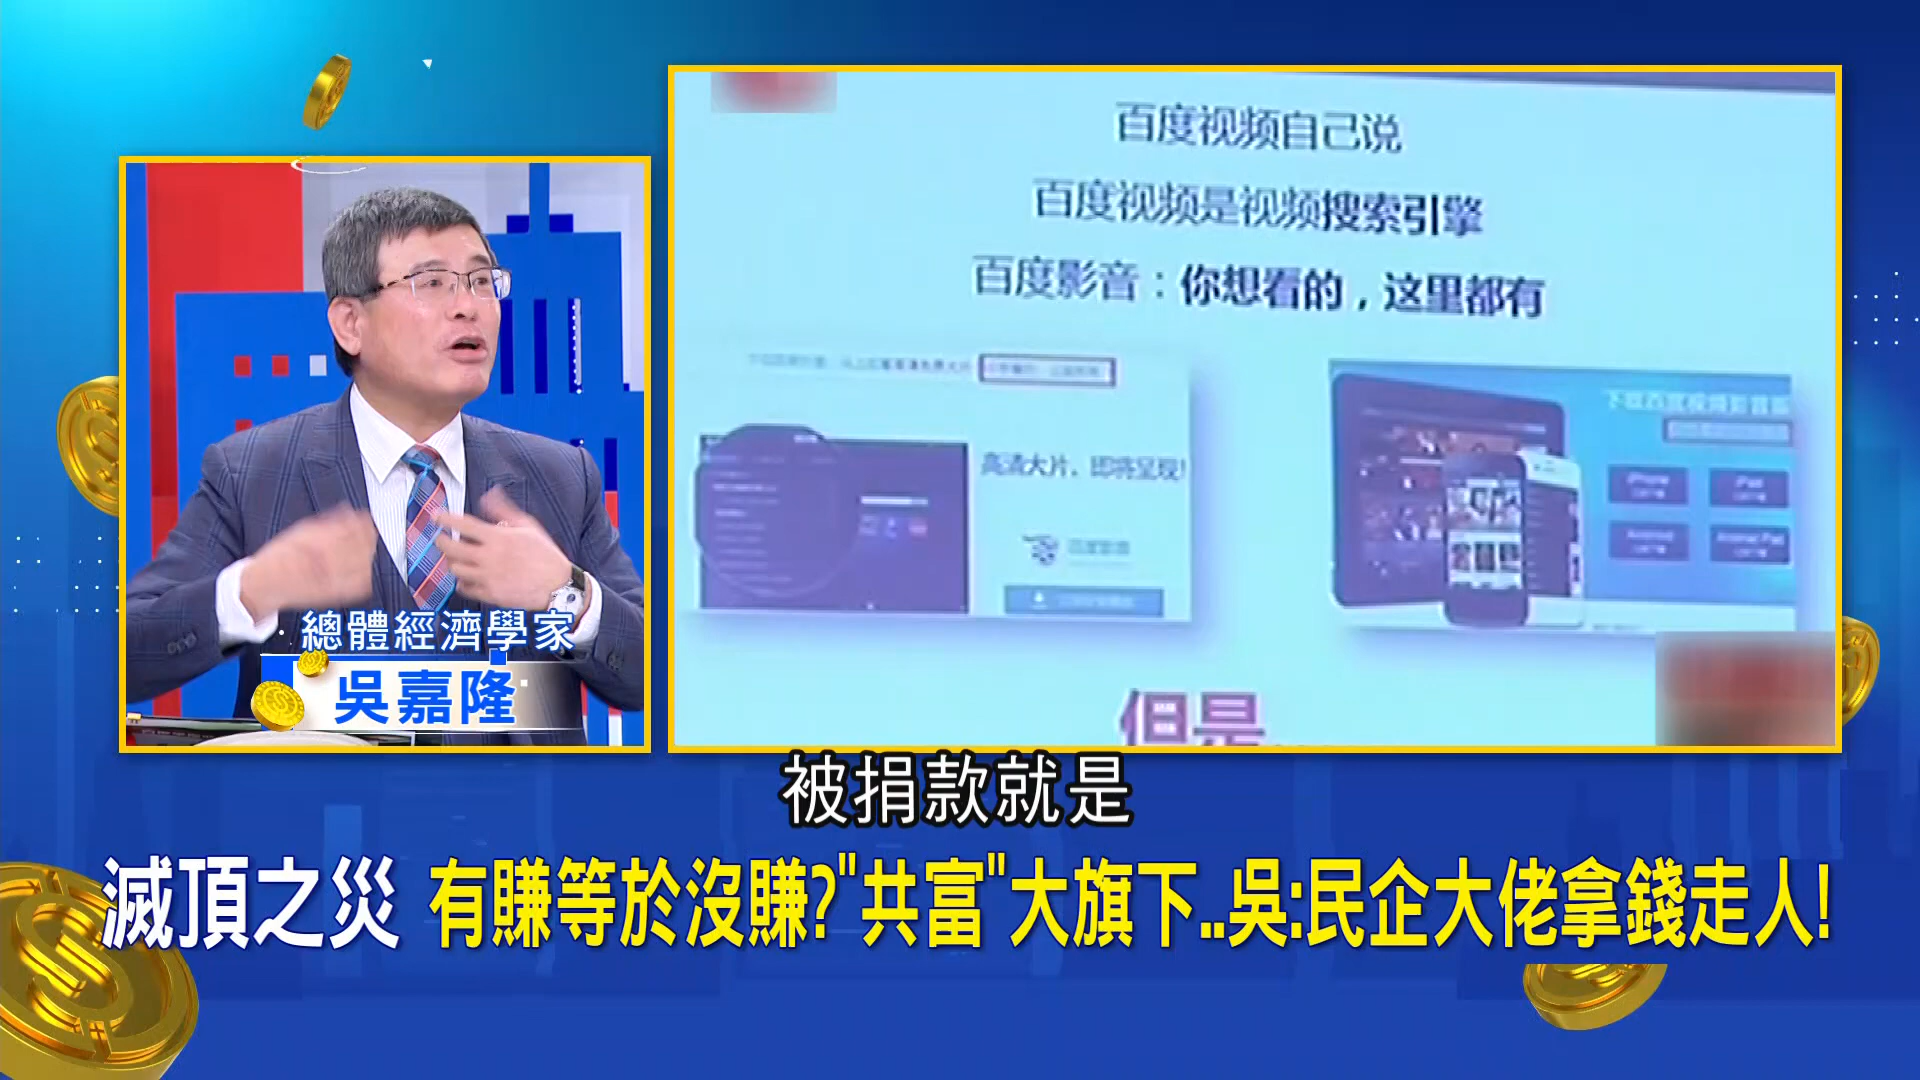 百度视频自己说
百度视频是视频搜索引擎
百度影音：你想看的，这里都有
高清大片，即将呈现!
但是
總體經濟學家
吳嘉隆
被捐款就是
滅頂之災 有賺等於沒賺?"共富"大旗下..吳:民企大佬拿錢走人!